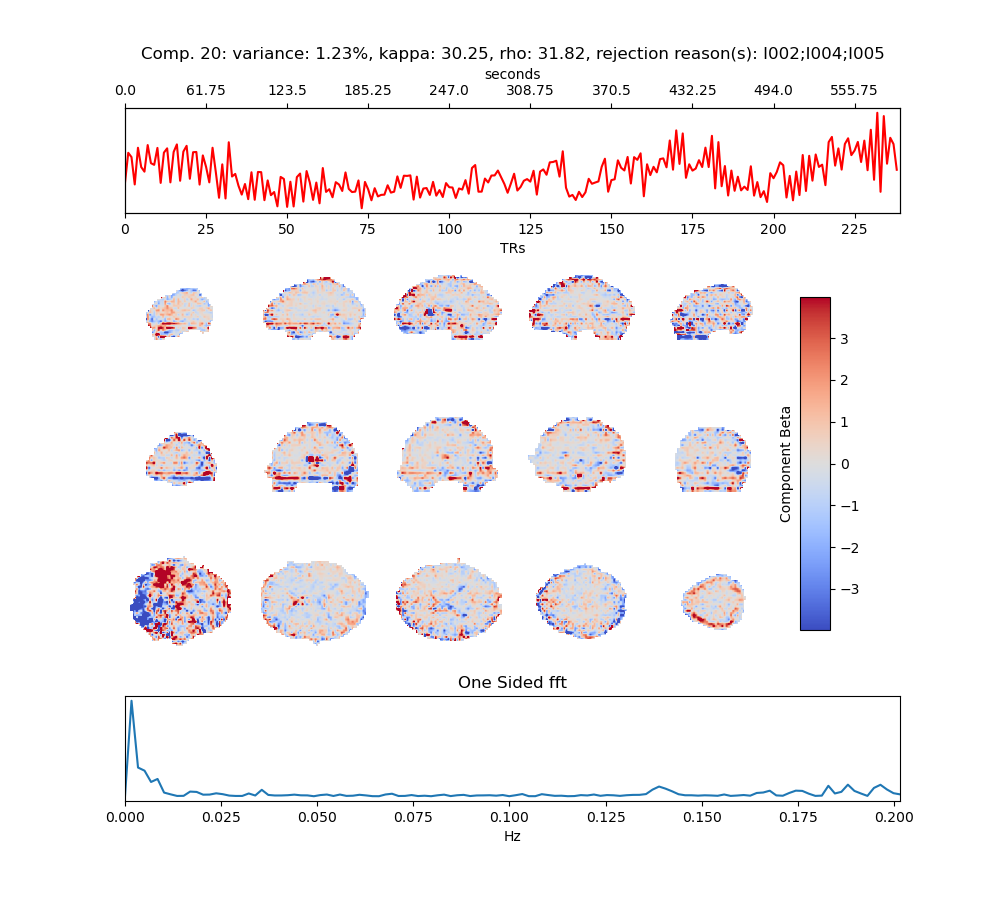 Comp. 20: variance: 1.23%, kappa: 30.25, rho: 31.82, rejection reason(s): I002;I004;I005
seconds
0.0 61.75 123.5 185.25 247.0 308.75 370.5 432.25 494.0 555.75
0 25 50 75 100 125 150 175 200 225
TRs
3
2
1
0
−1
−2
−3
Component Beta
One Sided fft
0.000 0.025 0.050 0.075 0.100 0.125 0.150 0.175 0.200
Hz